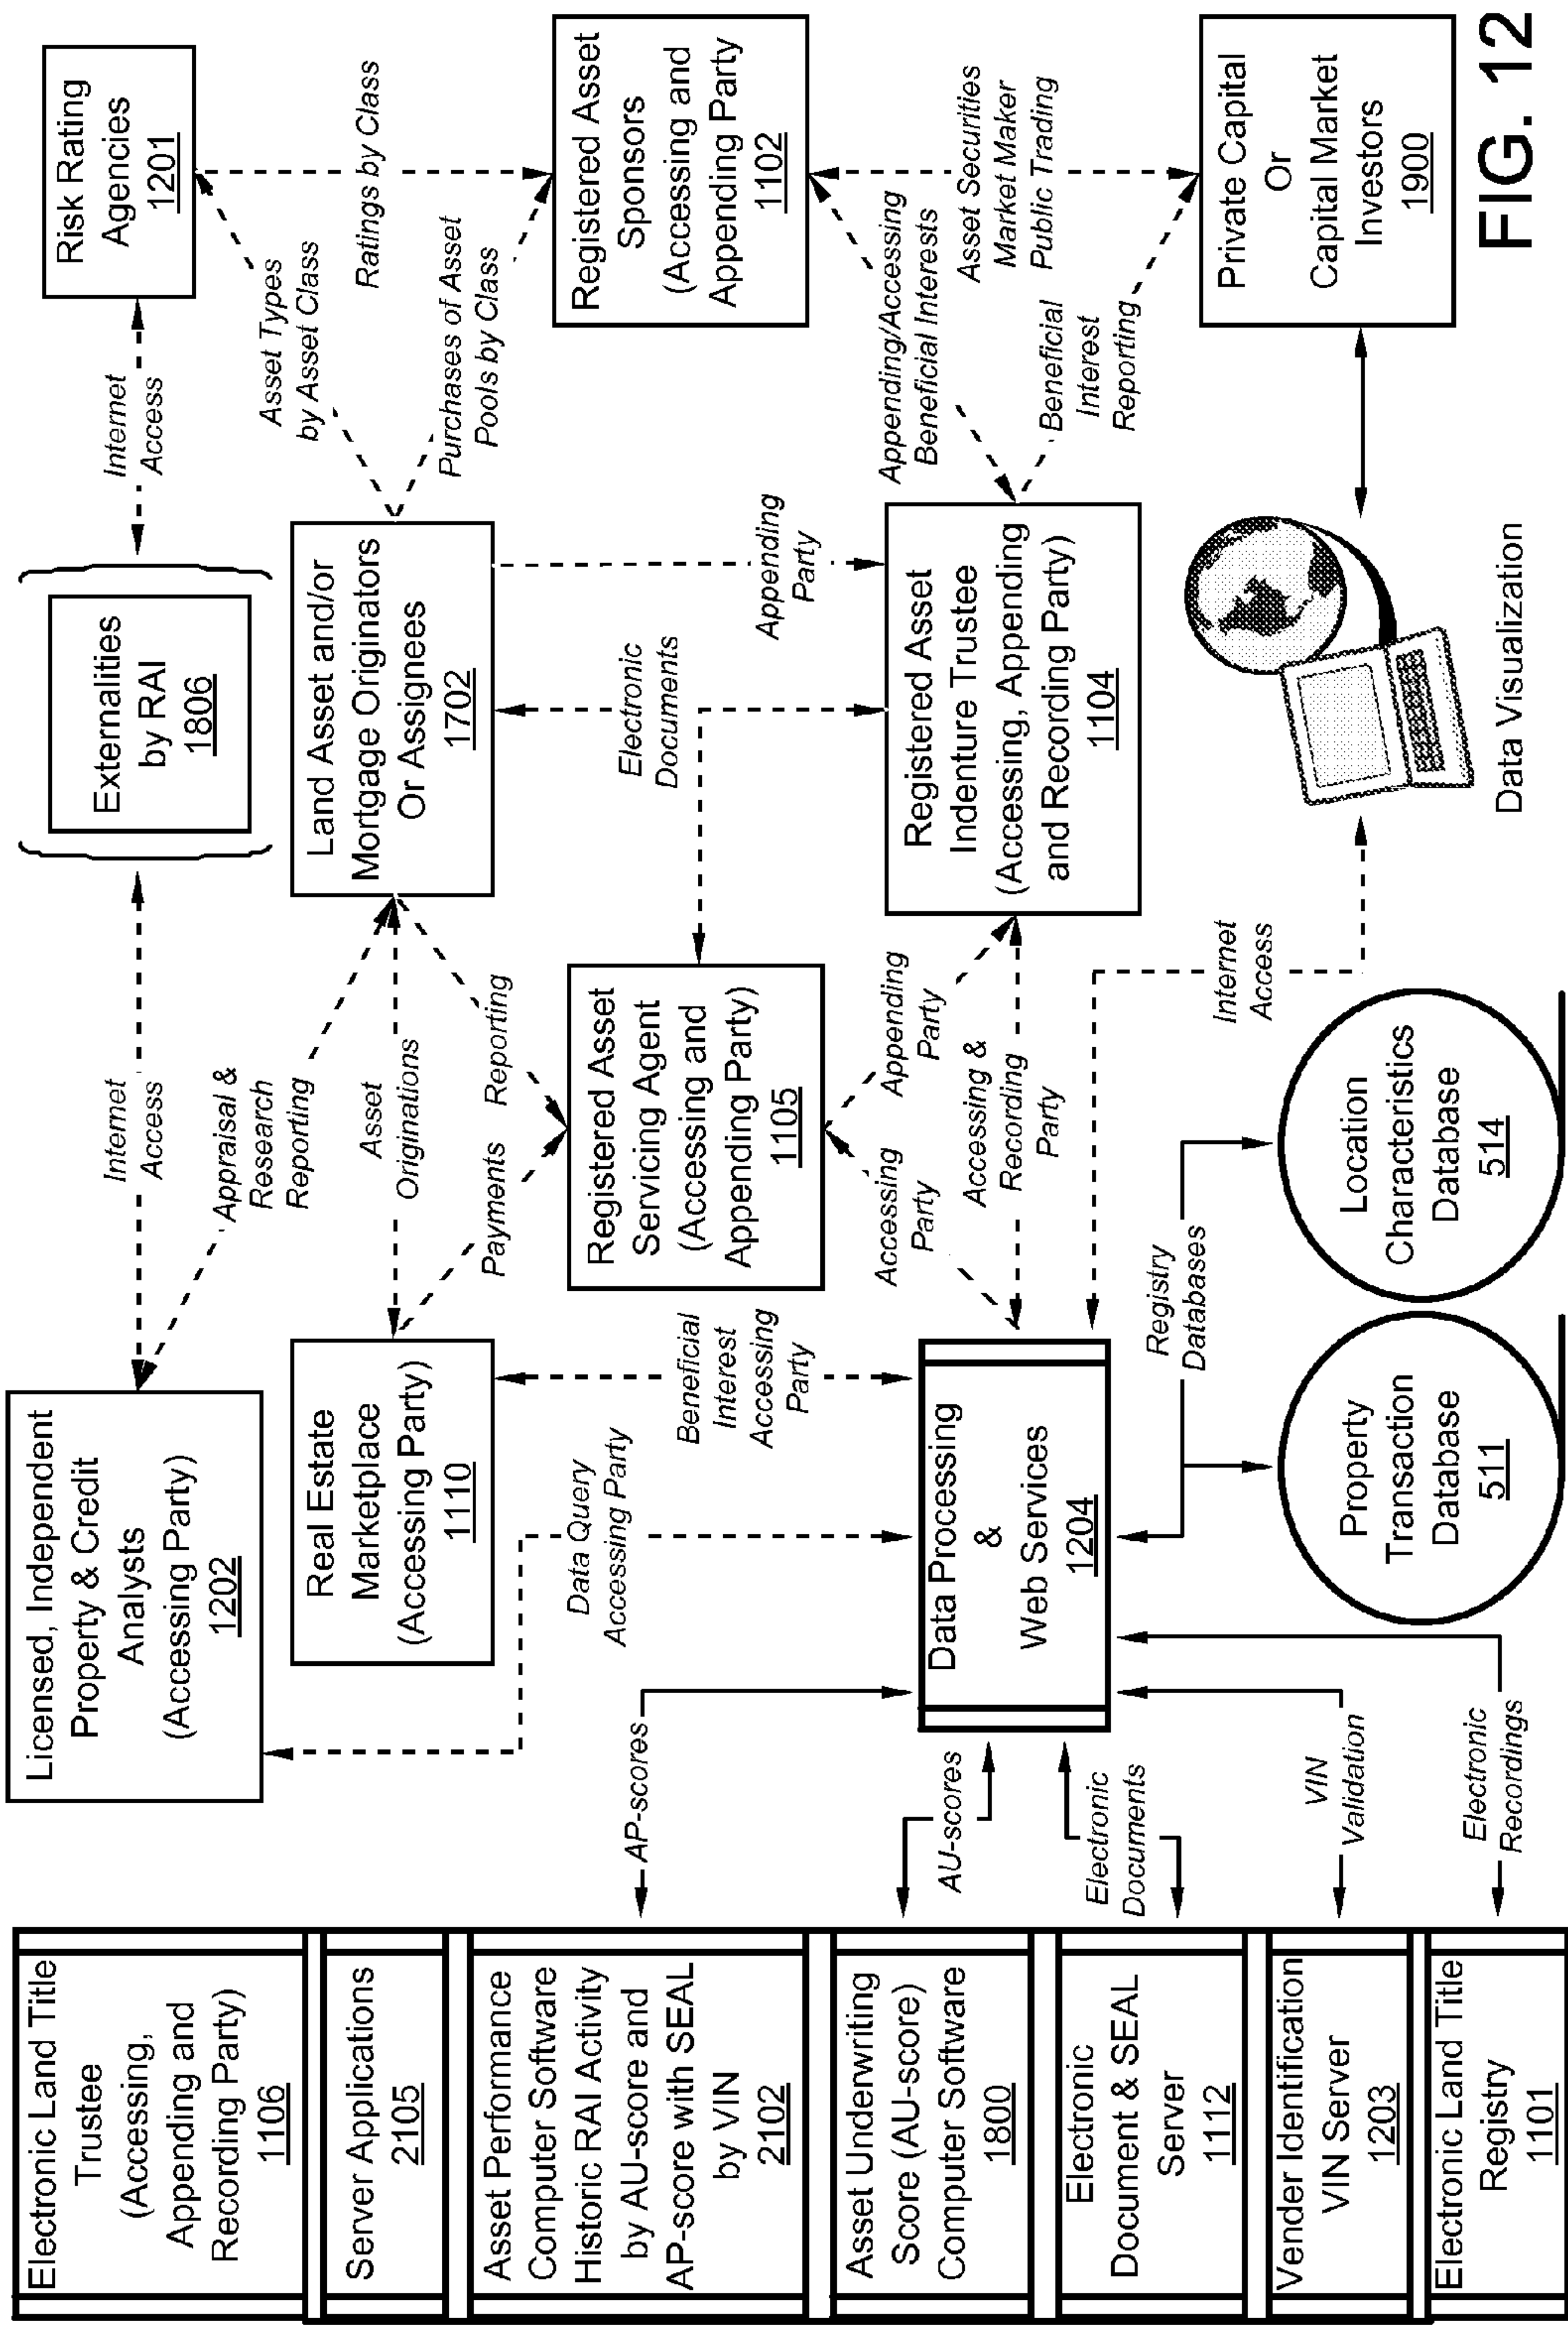 Electronic Land Title
Trustee
(Accessing,
Appending and
Recording Party)
1106
Server Applications
2105
Asset Performance
Computer Software
Historic RAI Activity
by AU-score and
AP-score with SEAL
by VIN
2102
Asset Underwriting
Score (AU-score)
Computer Software
1800
Electronic
Document & SEAL
Server
1112
Vender Identification
VIN Server
1203
Electronic Land Title
Registry
1101
AP-scores
AU-scores
Electronic
Documents
VIN
Validation
Electronic
Recordings
Licensed, Independent
Property & Credit
Analysts
(Accessing Party)
1202
Real Estate
Marketplace
(Accessing Party)
1110
Data Query
Accessing Party
Beneficial
Interest
Accessing
Party
Data Processing
&
Web Services
1204
Registry
Databases
Property
Transaction
Database
511
Location
Characteristics
Database
514
Internet
Access
Appraisal &
Research
Reporting
Asset
Originations
Payments
Reporting
Registered Asset
Servicing Agent
(Accessing and
Appending Party)
1105
Accessing
Party
Appending
Party
Accessing &
Recording
Party
Internet
Access
Externalities
by RAI
1806
Land Asset and/or
Mortgage Originators
Or Assignees
1702
Electronic
Documents
Appending
Party
Registered Asset
Indenture Trustee
(Accessing, Appending
and Recording Party)
1104
Data Visualization
Internet
Access
Asset Types
by Asset Class
Purchases of Asset
Pools by Class
Ratings by Class
Appending/Accessing
Beneficial Interests
Beneficial
Interest
Reporting
Asset Securities
Market Maker
Public Trading
Risk Rating
Agencies
1201
Registered Asset
Sponsors
(Accessing and
Appending Party
1102
Private Capital
Or
Capital Market
Investors
1900
FIG. 12